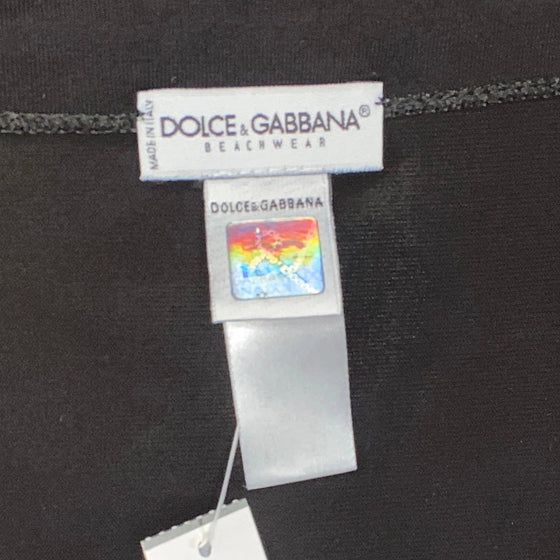 MADE IN ITALY
DOLCE & GABBANA®
BEACHWEAR
DOLCE&GABBANA